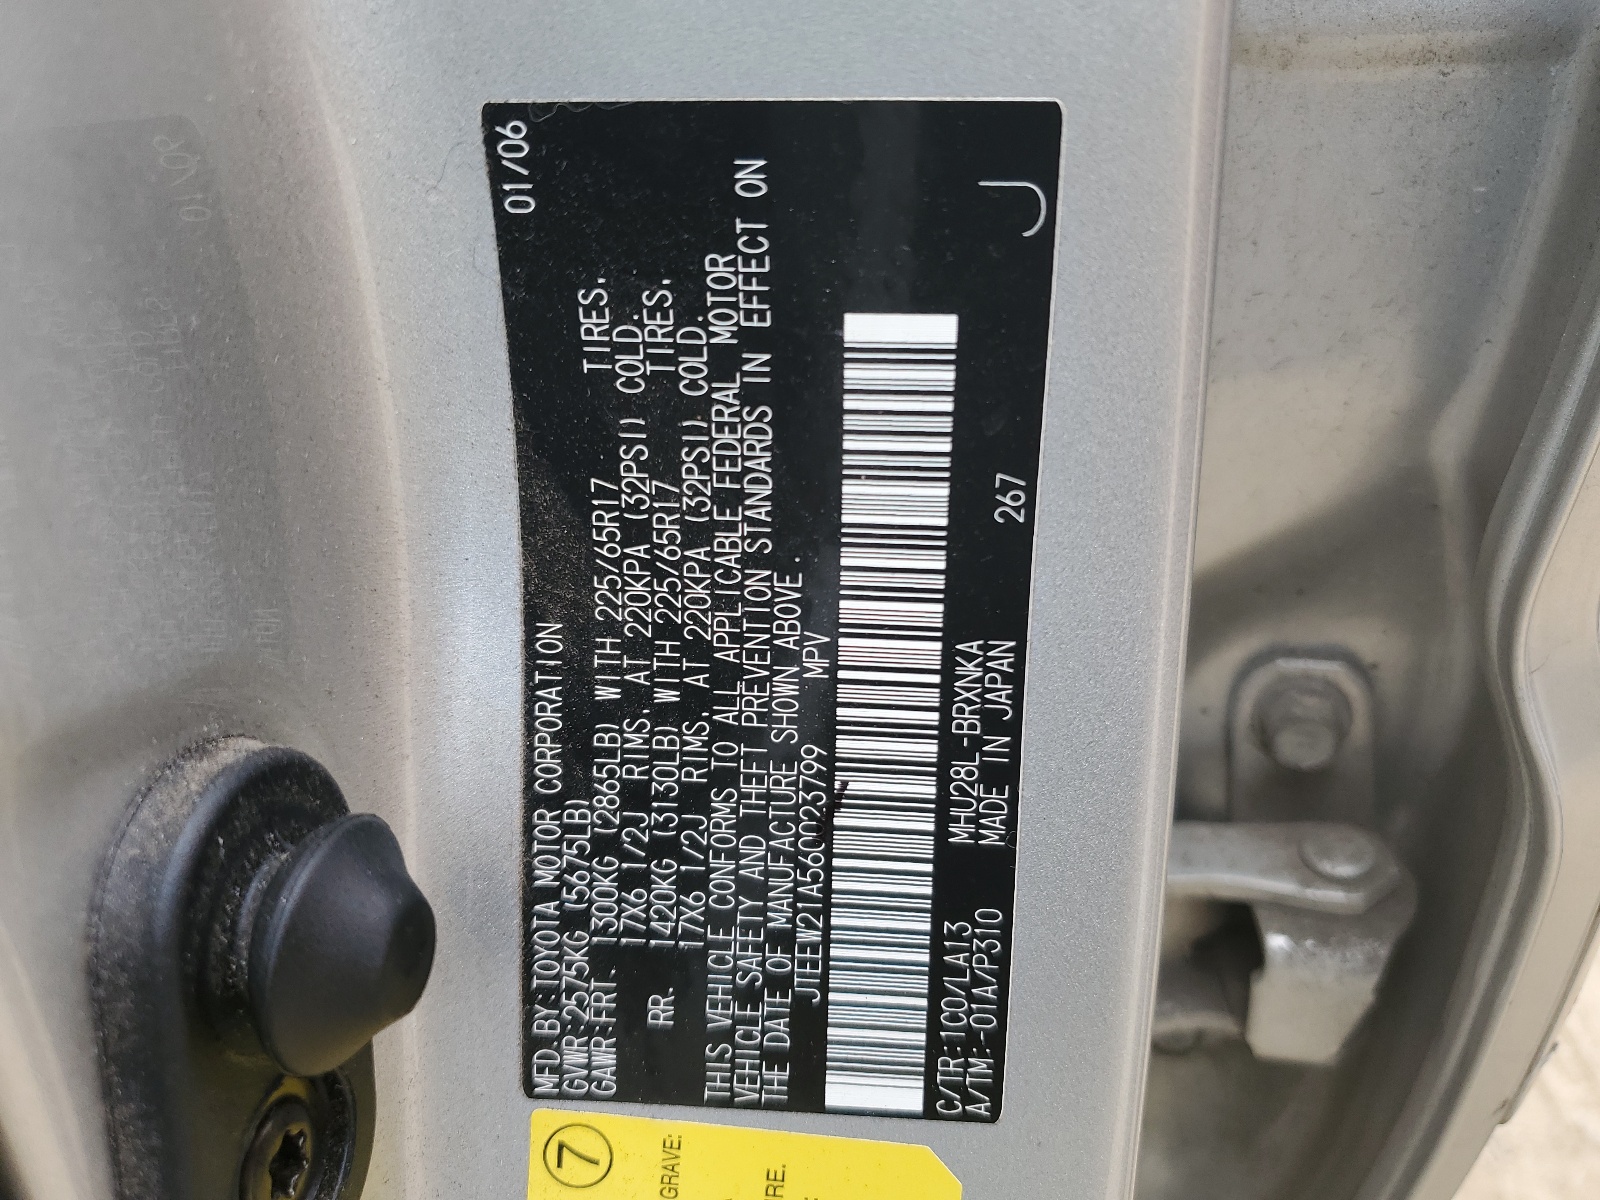 01/06
MFD.BY:TOYOTA MOTOR CORPORATION
GVWR:2575KG (5675LB)
GAWR:FRT. 1300KG (2865LB) WITH 225/65R17 TIRES,
17X6 1/2J RIMS, AT 220KPA (32PSI) COLD.
RR. 1420KG (3130LB) WITH 225/65R17 TIRES,
17X6 1/2J RIMS, AT 220KPA (32PSI) COLD.
THIS VEHICLE CONFORMS TO ALL APPLICABLE FEDERAL MOTOR
VEHICLE SAFETY AND THEFT PREVENTION STANDARDS IN EFFECT ON
THE DATE OF MANUFACTURE SHOWN ABOVE.
JTEEW21A560023799 MPV
C/TR:1C0/LA13 MHU28L-BRXNKA
A/TM:-01A/P310 MADE IN JAPAN 267
J
7
GRAVE: